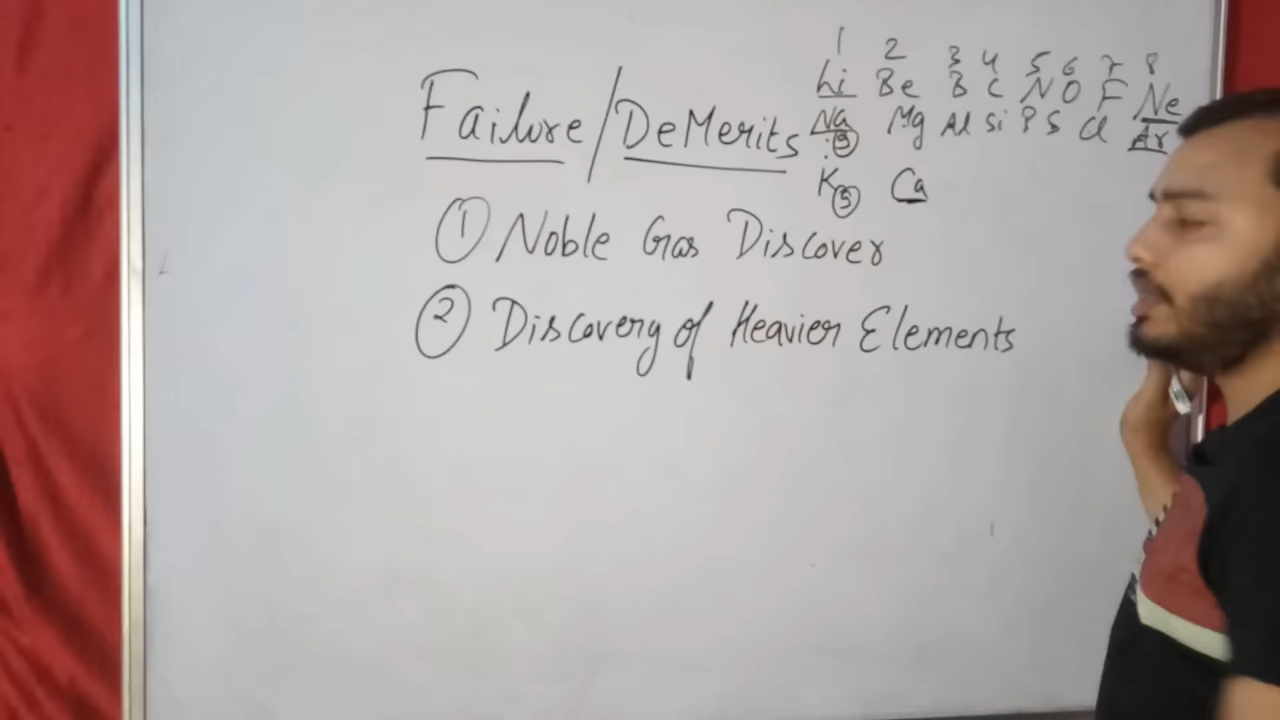 1 2 3 4 5 6 7 8
Li Be B C N O F Ne
Na Mg Al Si P S Cl Ar
K Ca
Failure/DeMerits
① Noble Gas Discover
② Discovery of Heavier Elements